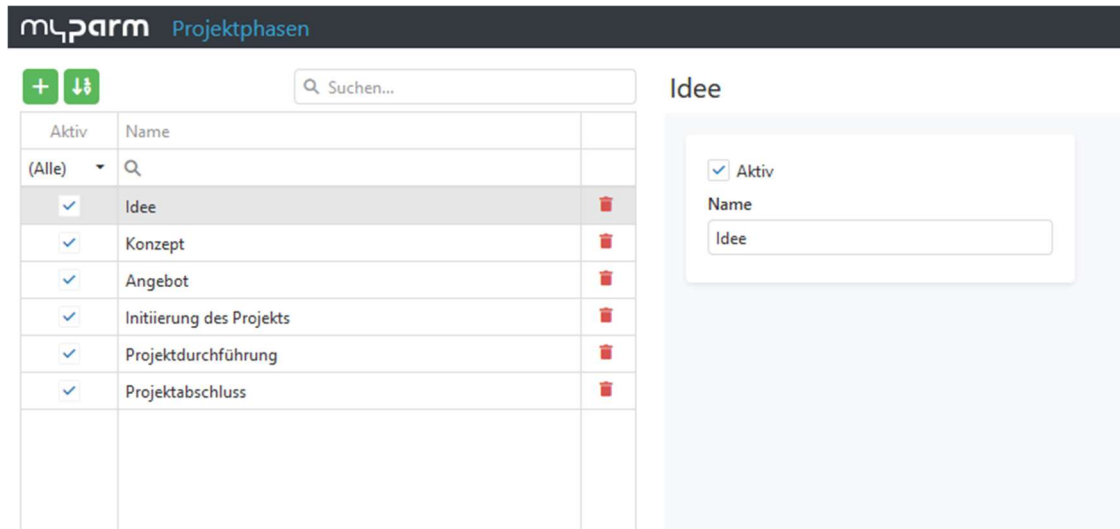 myparm Projektphasen
Suchen...
Idee
Aktiv Name
(Alle)
Aktiv
Name
Idee
Idee
Konzept
Angebot
Initiierung des Projekts
Projektdurchführung
Projektabschluss